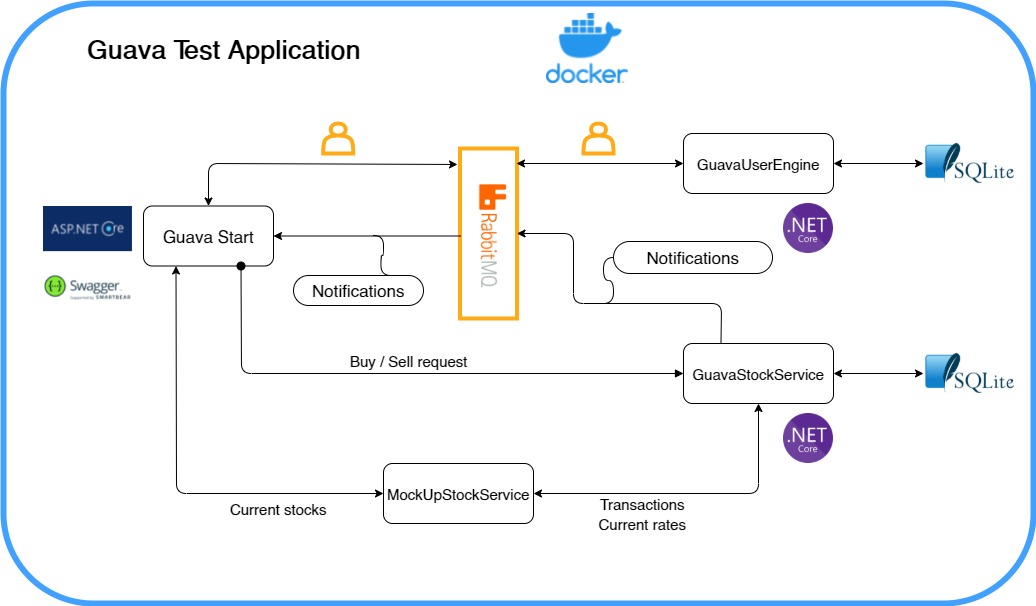 Guava Test Application
docker
GuavaUserEngine
SQLite
ASP.NET Core
Guava Start
RabbitMQ
.NET
Core
Swagger
Supported by SMARTBEAR
Notifications
Notifications
Buy / Sell request
GuavaStockService
SQLite
.NET
Core
MockUpStockService
Current stocks
Transactions
Current rates